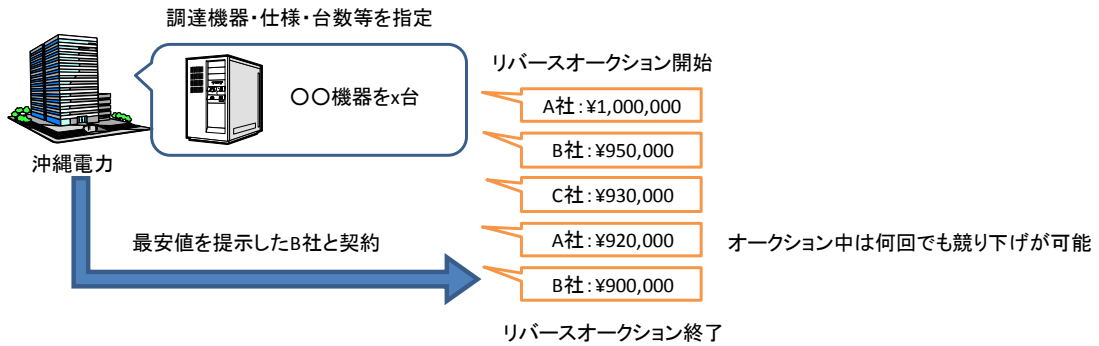 調達機器・仕様・台数等を指定
リバースオークション開始
〇〇機器をx台
A社:¥1,000,000
B社:¥950,000
沖縄電力
C社:¥930,000
最安値を提示したB社と契約
A社:¥920,000
オークション中は何回でも競り下げが可能
B社:¥900,000
リバースオークション終了